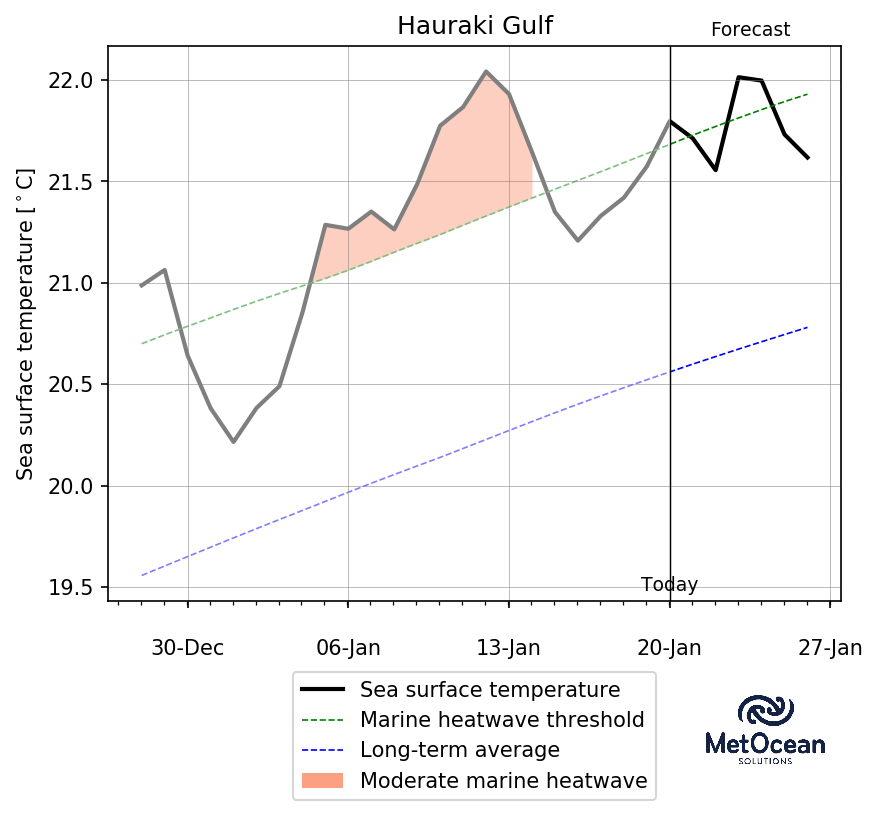 Hauraki Gulf
Forecast
Sea surface temperature [°C]
22.0
21.5
21.0
20.5
20.0
19.5
Today
30-Dec
06-Jan
13-Jan
20-Jan
27-Jan
Sea surface temperature
Marine heatwave threshold
Long-term average
Moderate marine heatwave
MetOcean
SOLUTIONS